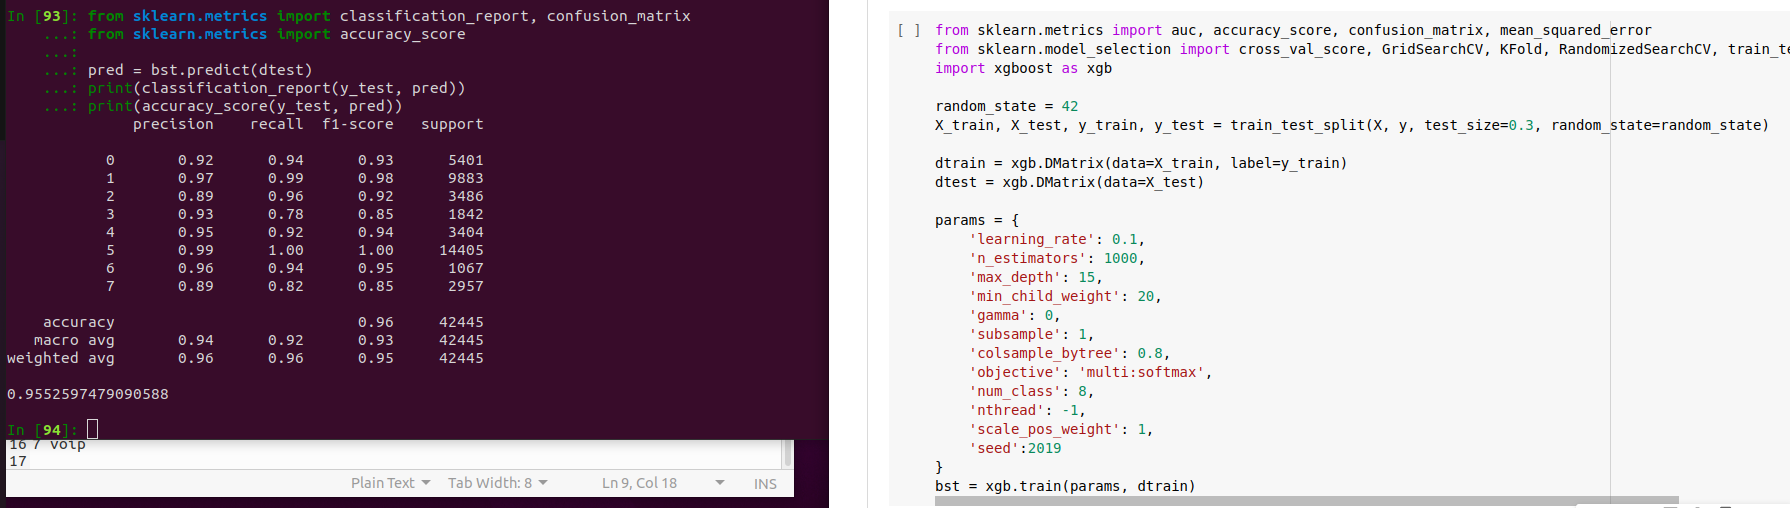 In [93]: from sklearn.metrics import classification_report, confusion_matrix
    ...: from sklearn.metrics import accuracy_score
    ...:
    ...: pred = bst.predict(dtest)
    ...: print(classification_report(y_test, pred))
    ...: print(accuracy_score(y_test, pred))
              precision    recall  f1-score   support

           0       0.92      0.94      0.93      5401
           1       0.97      0.99      0.98      9883
           2       0.89      0.96      0.92      3486
           3       0.93      0.78      0.85      1842
           4       0.95      0.92      0.94      3404
           5       0.99      1.00      1.00     14405
           6       0.96      0.94      0.95      1067
           7       0.89      0.82      0.85      2957

    accuracy                           0.96     42445
   macro avg       0.94      0.92      0.93     42445
weighted avg       0.96      0.96      0.95     42445

0.9552597479090588

In [94]:
16 7 voip
17
Plain Text Tab Width: 8 Ln 9, Col 18 INS
[ ] from sklearn.metrics import auc, accuracy_score, confusion_matrix, mean_squared_error
from sklearn.model_selection import cross_val_score, GridSearchCV, KFold, RandomizedSearchCV, train_te
import xgboost as xgb

random_state = 42
X_train, X_test, y_train, y_test = train_test_split(X, y, test_size=0.3, random_state=random_state)

dtrain = xgb.DMatrix(data=X_train, label=y_train)
dtest = xgb.DMatrix(data=X_test)

params = {
    'learning_rate': 0.1,
    'n_estimators': 1000,
    'max_depth': 15,
    'min_child_weight': 20,
    'gamma': 0,
    'subsample': 1,
    'colsample_bytree': 0.8,
    'objective': 'multi:softmax',
    'num_class': 8,
    'nthread': -1,
    'scale_pos_weight': 1,
    'seed':2019
}
bst = xgb.train(params, dtrain)